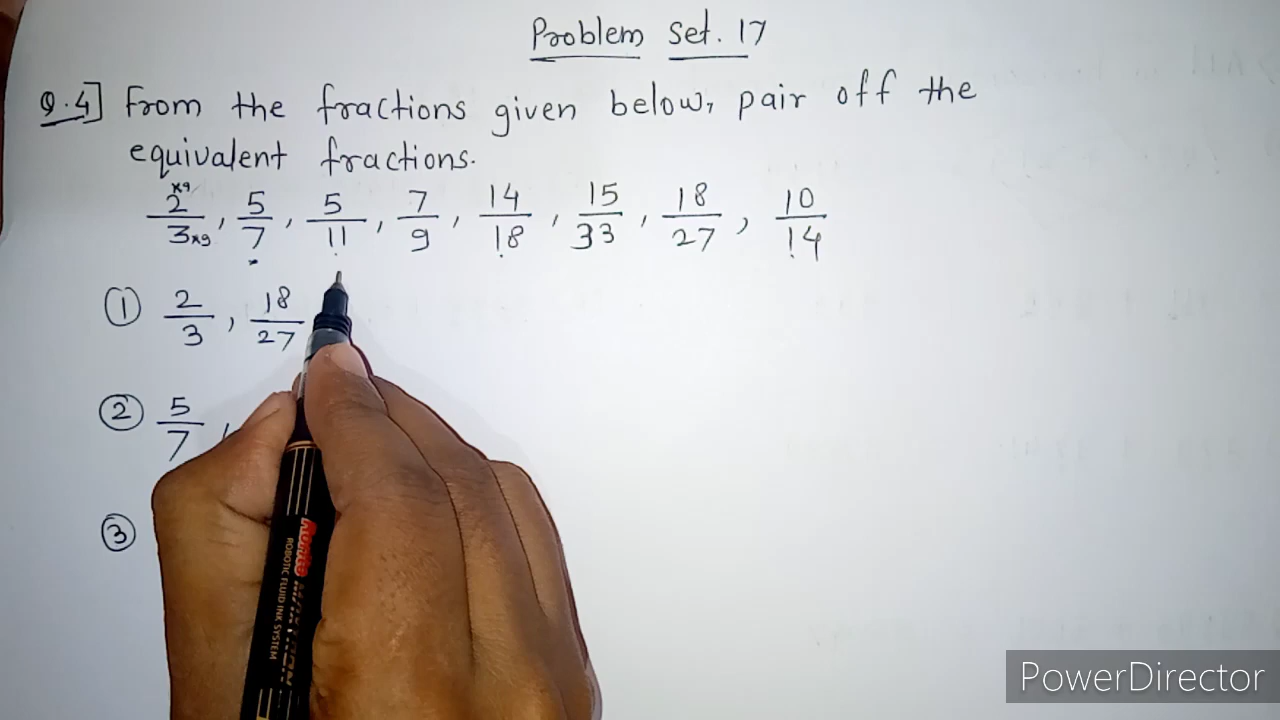 Problem Set. 17
Q.4] From the fractions given below, pair off the
equivalent fractions.
2×9/3×9, 5/7, 5/11, 7/9, 14/18, 15/33, 18/27, 10/14
① 2/3, 18/27
② 5/7,
③
ROBOTIC FLUID INK SYSTEM
PowerDirector